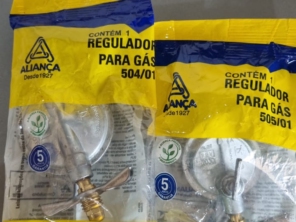 CONTÉM 1
REGULADOR
PARA GÁS
504/01
ALIANÇA
Desde 1927
5
CONTÉM 1
REGULADOR
PARA GÁS
505/01
ALIANÇA
Desde 1927
5